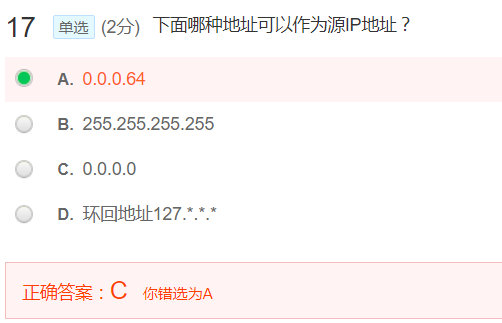 17 单选 (2分) 下面哪种地址可以作为源IP地址？
A. 0.0.0.64
B. 255.255.255.255
C. 0.0.0.0
D. 环回地址127.*.*.*
正确答案：C 你错选为A